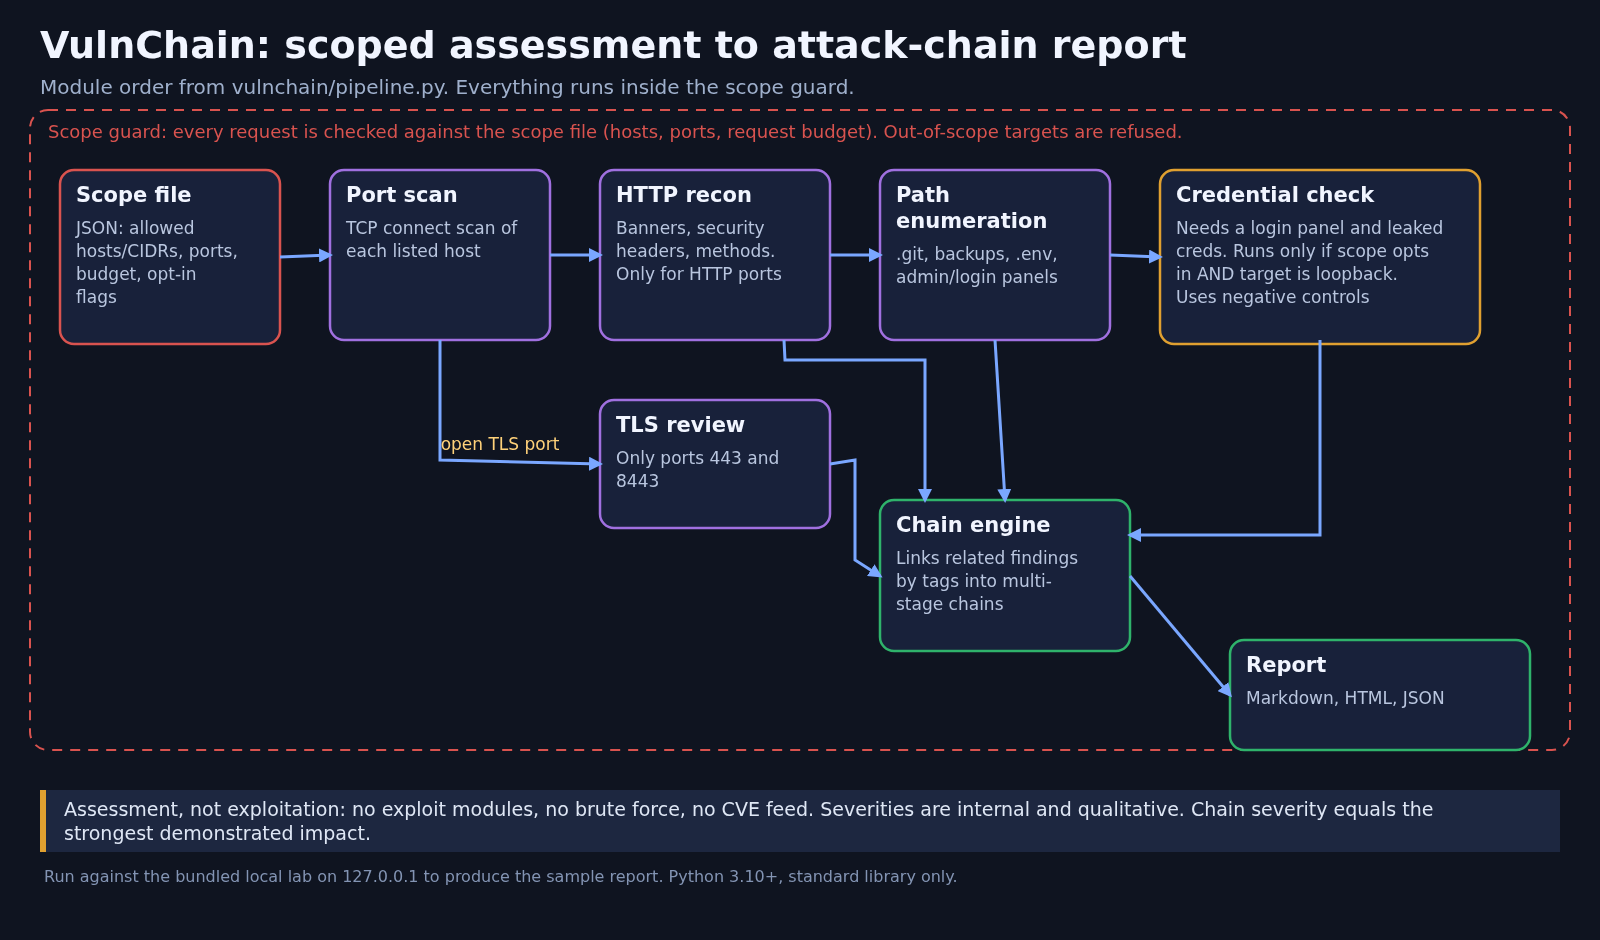 VulnChain: scoped assessment to attack-chain report
Module order from vulnchain/pipeline.py. Everything runs inside the scope guard.
Scope guard: every request is checked against the scope file (hosts, ports, request budget). Out-of-scope targets are refused.
Scope file
JSON: allowed
hosts/CIDRs, ports,
budget, opt-in
flags
Port scan
TCP connect scan of
each listed host
HTTP recon
Banners, security
headers, methods.
Only for HTTP ports
Path
enumeration
.git, backups, .env,
admin/login panels
Credential check
Needs a login panel and leaked
creds. Runs only if scope opts
in AND target is loopback.
Uses negative controls
open TLS port
TLS review
Only ports 443 and
8443
Chain engine
Links related findings
by tags into multi-
stage chains
Report
Markdown, HTML, JSON
Assessment, not exploitation: no exploit modules, no brute force, no CVE feed. Severities are internal and qualitative. Chain severity equals the
strongest demonstrated impact.
Run against the bundled local lab on 127.0.0.1 to produce the sample report. Python 3.10+, standard library only.